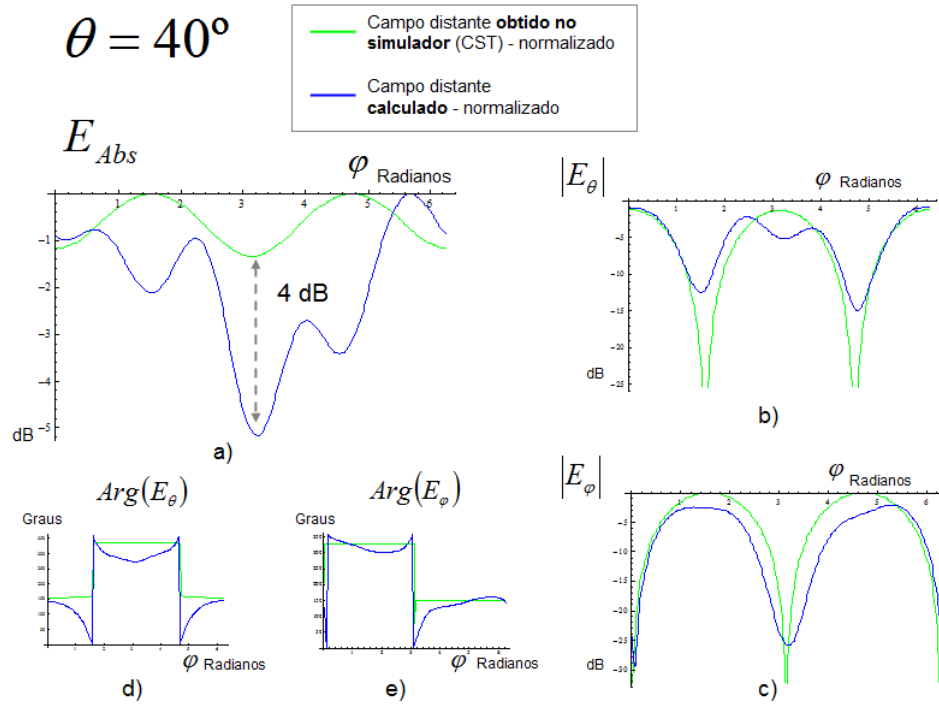 θ = 40º
Campo distante obtido no
simulador (CST) - normalizado
Campo distante
calculado - normalizado
E Abs
φ Radianos
1 2 3 4 5 6
-1
-2
-3
-4
dB -5
4 dB
a)
|E_θ|
φ Radianos
1 2 3 4 5 6
-5
-10
-15
-20
dB -25
b)
Arg(E_θ)
Graus
φ Radianos
d)
Arg(E_φ)
Graus
φ Radianos
e)
|E_φ|
φ Radianos
1 2 3 4 5 6
-5
-10
-15
-20
-25
dB -30
c)